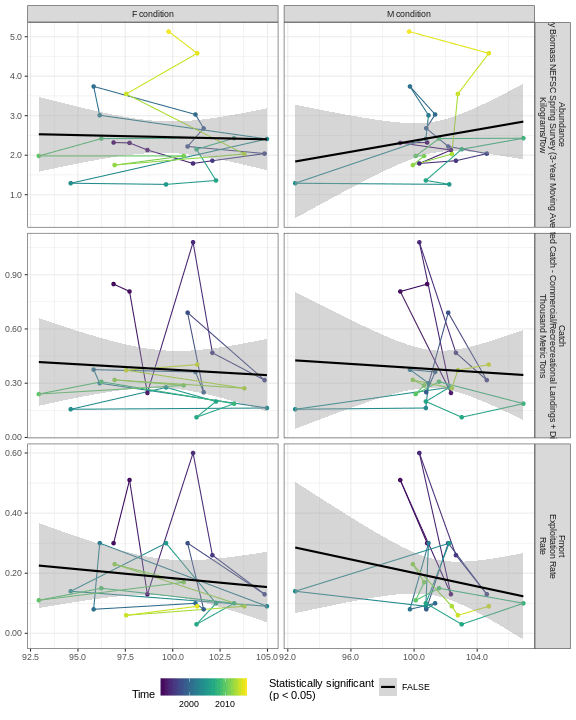 F condition
M condition
5.0
4.0
3.0
2.0
1.0
Abundance
Biomass NEFSC Spring Survey (3-Year Moving Ave
Kilograms/tow
0.90
0.60
0.30
0.00
Catch
Catch - Commercial/Recreational Landings + Di
Thousand Metric Tons
0.60
0.40
0.20
0.00
Fmort
Exploitation Rate
Rate
92.5 95.0 97.5 100.0 102.5 105.0
92.0 96.0 100.0 104.0
Time
2000 2010
Statistically significant
(p < 0.05)
FALSE